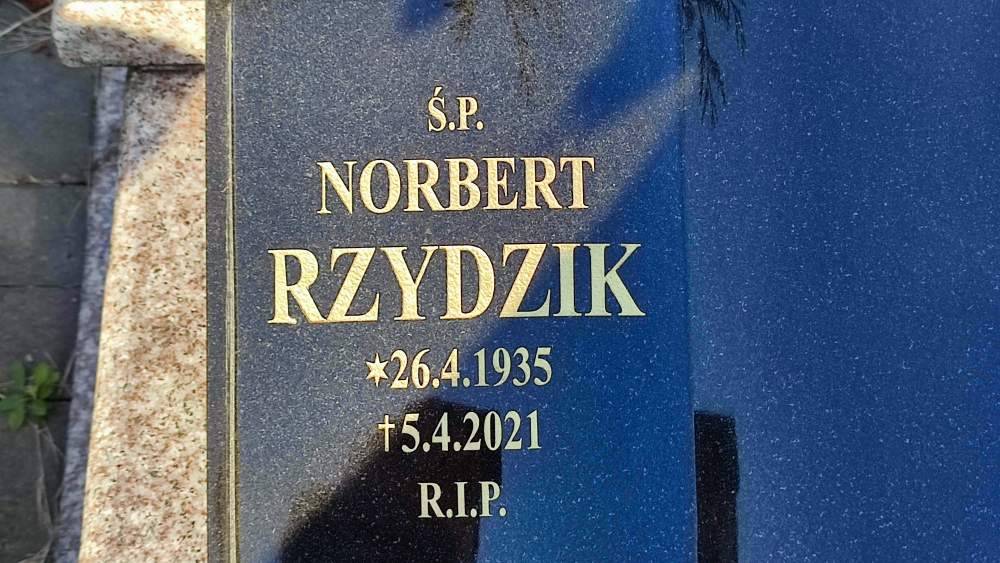 Ś.P.
NORBERT
RZYDZIK
✶26.4.1935
†5.4.2021
R.I.P.